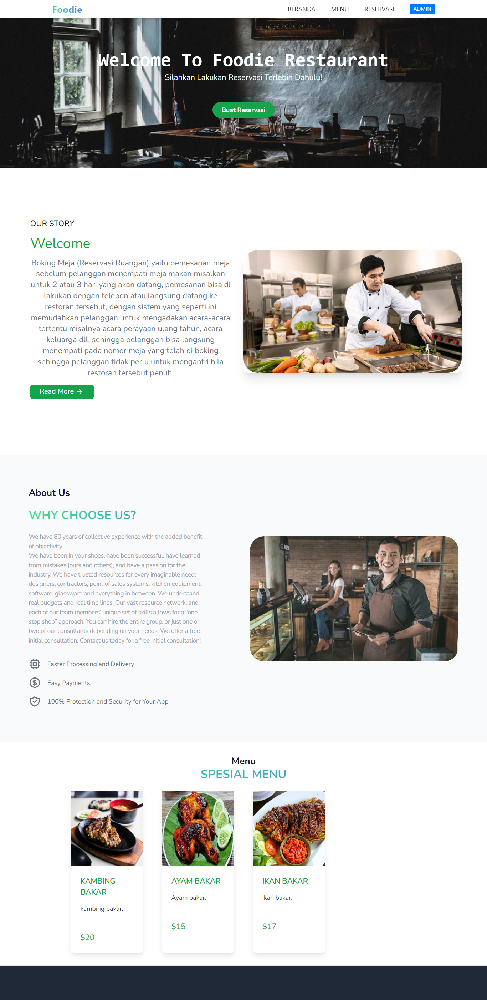 Foodie
BERANDA
MENU
RESERVASI
ADMIN
Welcome To Foodie Restaurant
Silahkan Lakukan Reservasi Terlebih Dahulu!
Buat Reservasi
OUR STORY
Welcome
Boking Meja (Reservasi Ruangan) yaitu pemesanan meja
sebelum pelanggan menempati meja makan misalkan
untuk 2 atau 3 hari yang akan datang, pemesanan bisa di
lakukan dengan telepon atau langsung datang ke
restoran tersebut, dengan sistem yang seperti ini
memudahkan pelanggan untuk mengadakan acara-acara
tertentu misalnya acara perayaan ulang tahun, acara
keluarga dll, sehingga pelanggan bisa langsung
menempati pada nomor meja yang telah di boking
sehingga pelanggan tidak perlu untuk mengantri bila
restoran tersebut penuh.
Read More →
About Us
WHY CHOOSE US?
We have 80 years of collective experience with the added benefit
of objectivity.
We have been in your shoes, have been successful, have learned
from mistakes (ours and others), and have a passion for the
industry. We have trusted resources for every imaginable need:
designers, contractors, point of sales systems, kitchen equipment,
software, glassware and everything in between. We understand
real budgets and real time lines. Our vast resource network, and
each of our team members’ unique set of skills allows for a “one
stop shop” approach. You can hire the entire group, or just one or
two of our consultants depending on your needs. We offer a free
initial consultation. Contact us today for a free initial consultation!
Faster Processing and Delivery
Easy Payments
100% Protection and Security for Your App
Menu
SPESIAL MENU
KAMBING
BAKAR
kambing bakar.
$20
AYAM BAKAR
Ayam bakar.
$15
IKAN BAKAR
ikan bakar.
$17